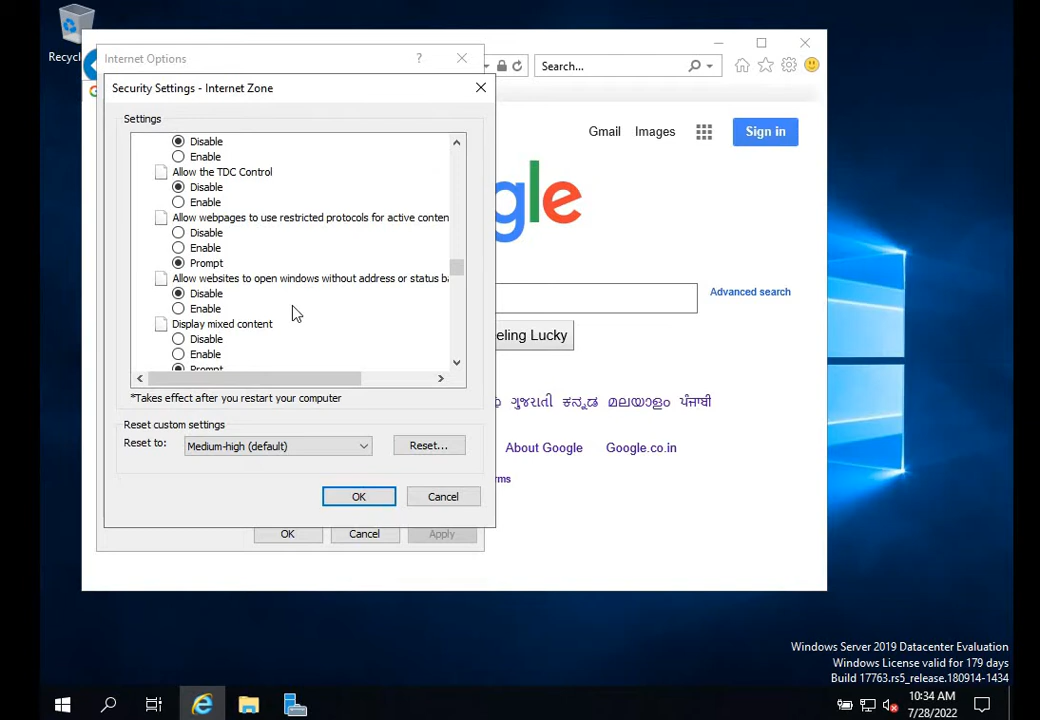 Recycl
Internet Options
?
Search...
Security Settings - Internet Zone
Settings
Disable
Enable
Allow the TDC Control
Disable
Enable
Allow webpages to use restricted protocols for active conten
Disable
Enable
Prompt
Allow websites to open windows without address or status ba
Disable
Enable
Display mixed content
Disable
Enable
Prompt
*Takes effect after you restart your computer
Reset custom settings
Reset to:
Medium-high (default)
Reset...
OK
Cancel
OK
Cancel
Apply
Gmail
Images
Sign in
gle
Advanced search
eling Lucky
ગુજરાતી ಕನ್ನಡ മലയാളം ਪੰਜਾਬੀ
About Google
Google.co.in
rms
Windows Server 2019 Datacenter Evaluation
Windows License valid for 179 days
Build 17763.rs5_release.180914-1434
10:34 AM
7/28/2022